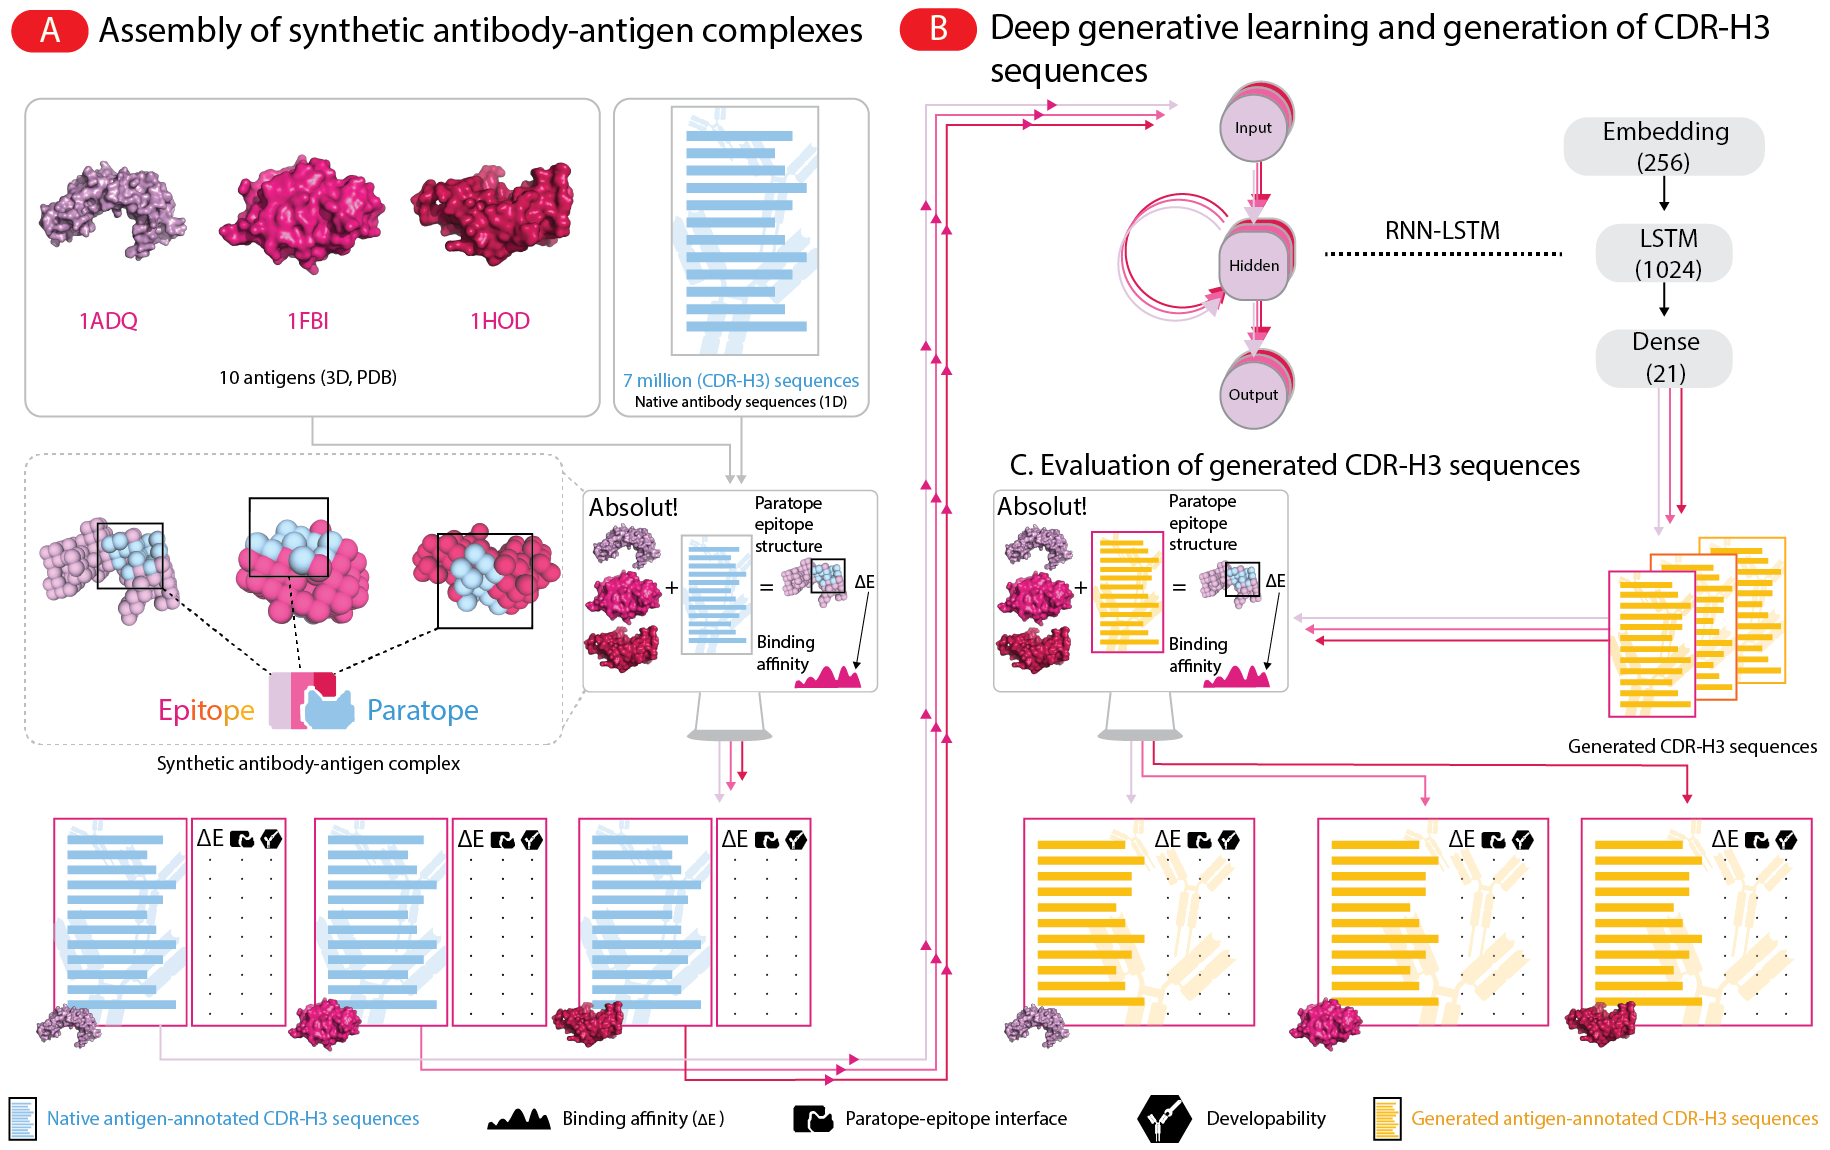 A Assembly of synthetic antibody-antigen complexes
1ADQ
1FBI
1HOD
10 antigens (3D, PDB)
7 million (CDR-H3) sequences
Native antibody sequences (1D)
Absolut!
Paratope
epitope
structure
+
=
ΔE
Binding
affinity
Epitope
Paratope
Synthetic antibody-antigen complex
ΔE
ΔE
ΔE
B Deep generative learning and generation of CDR-H3
sequences
Input
Hidden
Output
RNN-LSTM
Embedding
(256)
LSTM
(1024)
Dense
(21)
C. Evaluation of generated CDR-H3 sequences
Absolut!
Paratope
epitope
structure
+
=
ΔE
Binding
affinity
Generated CDR-H3 sequences
ΔE
ΔE
ΔE
Native antigen-annotated CDR-H3 sequences
Binding affinity (ΔE )
Paratope-epitope interface
Developability
Generated antigen-annotated CDR-H3 sequences